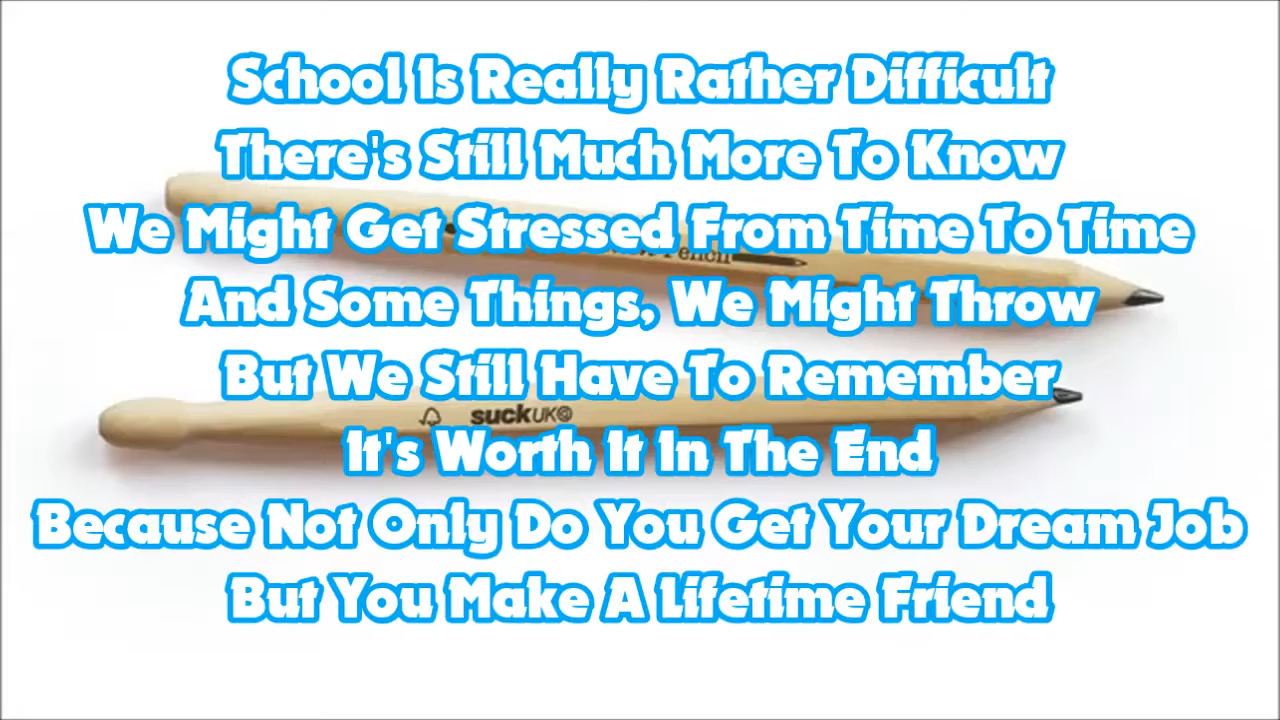 School Is Really Rather Difficult
There's Still Much More To Know
We Might Get Stressed From Time To Time
And Some Things, We Might Throw
But We Still Have To Remember
suckUK©
It's Worth It In The End
Because Not Only Do You Get Your Dream Job
But You Make A Lifetime Friend